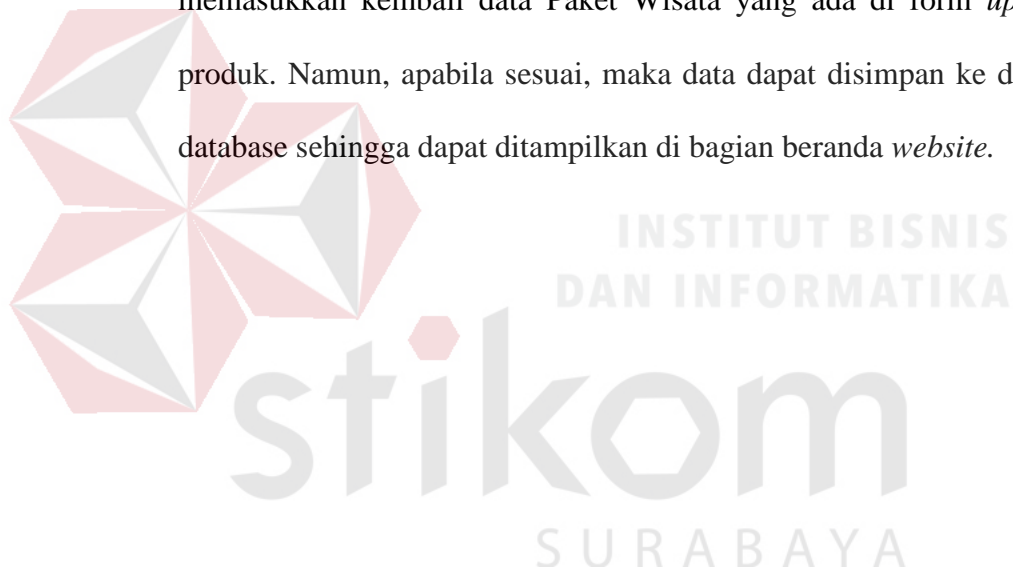 memasukkan kembali data Paket Wisata yang ada di form up
produk. Namun, apabila sesuai, maka data dapat disimpan ke d
database sehingga dapat ditampilkan di bagian beranda website.
INSTITUT BISNIS
DAN INFORMATIKA
stikom
SURABAYA